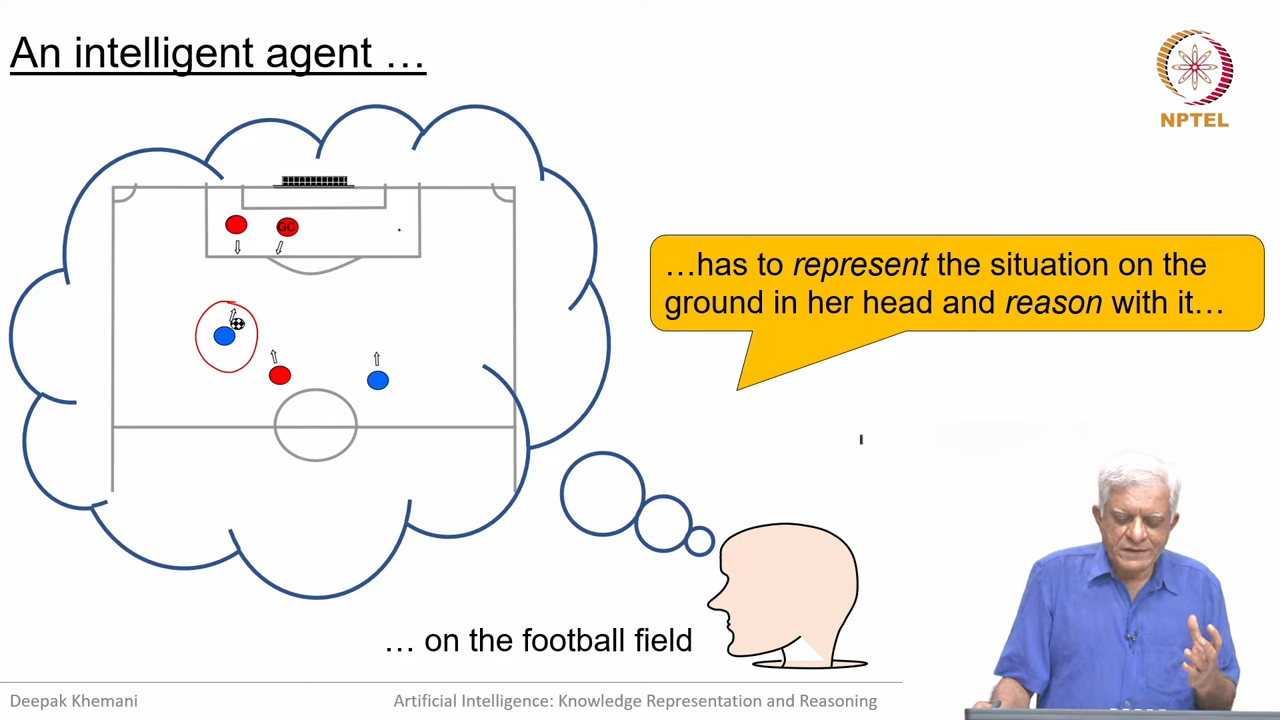 An intelligent agent …
NPTEL
GC
…has to represent the situation on the
ground in her head and reason with it…
… on the football field
Deepak Khemani
Artificial Intelligence: Knowledge Representation and Reasoning